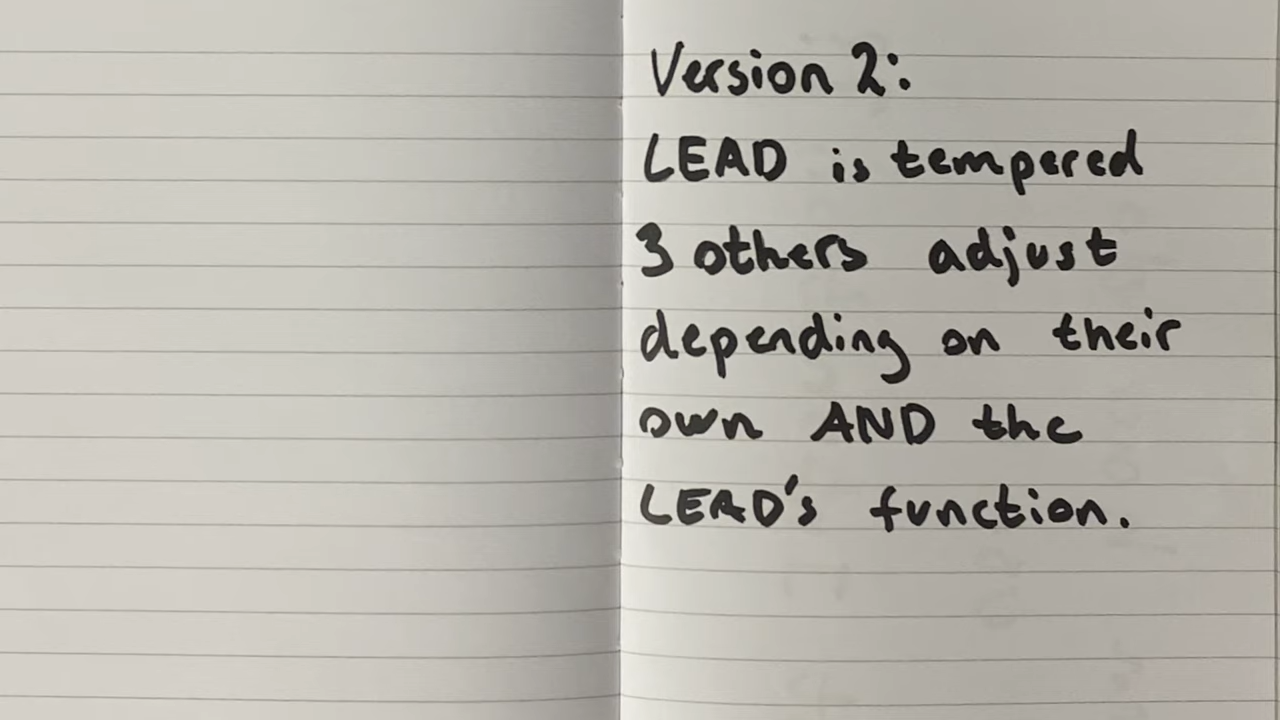 Version 2:
LEAD is tempered
3 others adjust
depending on their
own AND the
LEAD's function.